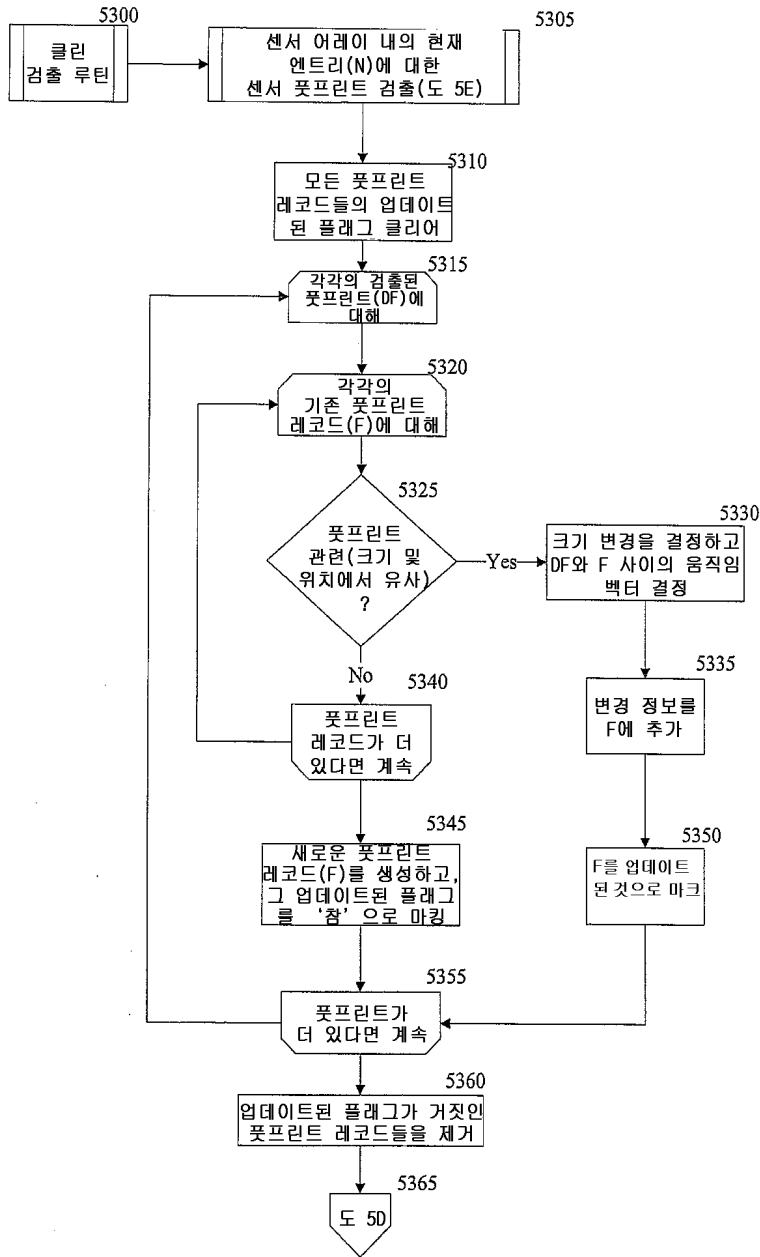 5300
클린
검출 루틴
5305
센서 어레이 내의 현재
엔트리(N)에 대한
센서 풋프린트 검출(도 5E)
5310
모든 풋프린트
레코드들의 업데이트
된 플래그 클리어
5315
각각의 검출된
풋프린트(DF)에
대해
5320
각각의
기존 풋프린트
레코드(F)에 대해
5325
풋프린트
관련(크기 및
위치에서 유사)
?
Yes
5330
크기 변경을 결정하고
DF와 F 사이의 움직임
벡터 결정
5335
변경 정보를
F에 추가
No
5340
풋프린트
레코드가 더
있다면 계속
5345
새로운 풋프린트
레코드(F)를 생성하고,
그 업데이트된 플래그
를 ‘참’으로 마킹
5350
F를 업데이트
된 것으로 마크
5355
풋프린트가
더 있다면 계속
5360
업데이트된 플래그가 거짓인
풋프린트 레코드들을 제거
5365
도 5D